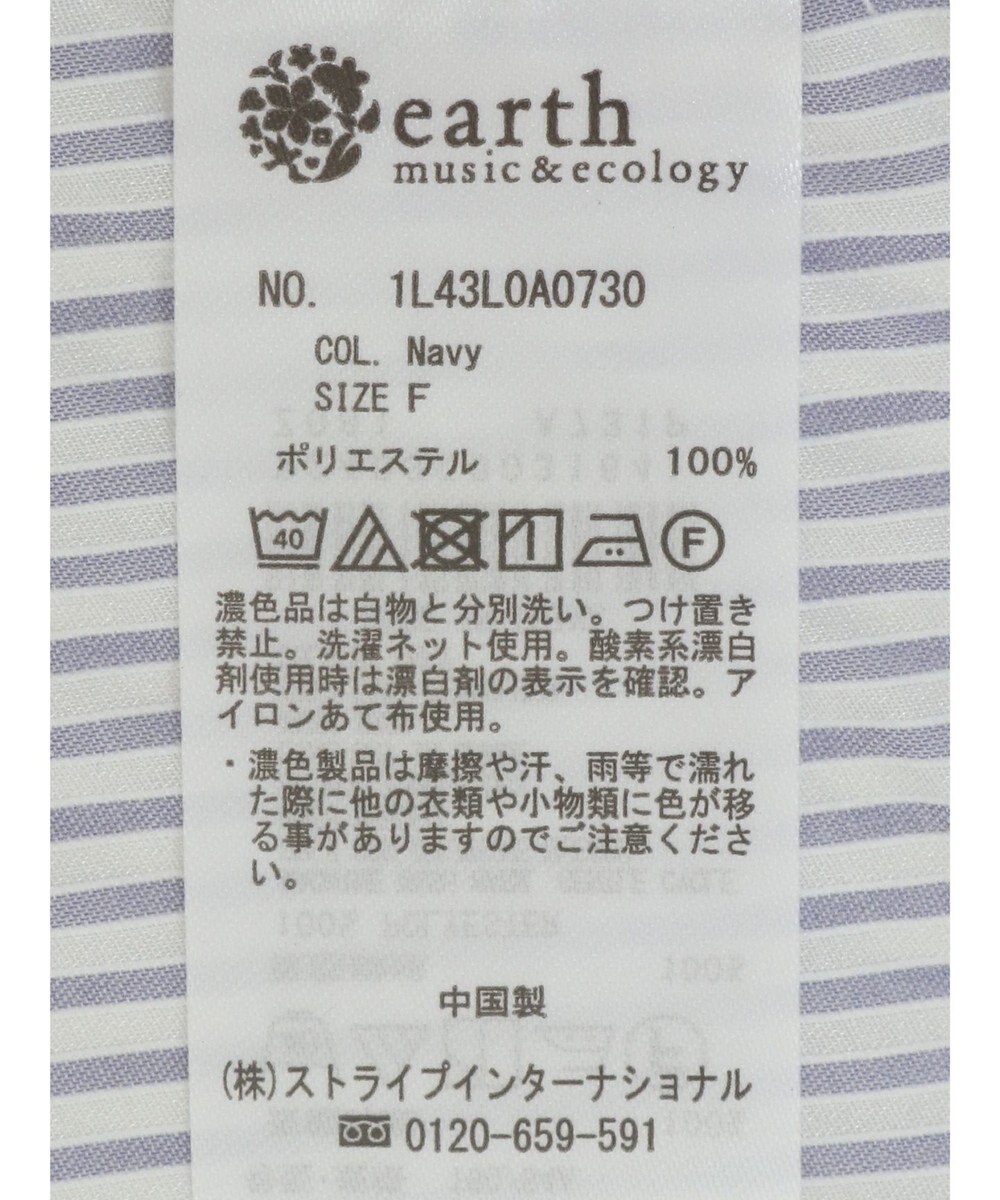 earth
music&ecology
NO. 1L43L0A0730
COL. Navy
SIZE F
ポリエステル 100%
40 F
濃色品は白物と分別洗い。つけ置き
禁止。洗濯ネット使用。酸素系漂白
剤使用時は漂白剤の表示を確認。ア
イロンあて布使用。
・濃色製品は摩擦や汗、雨等で濡れ
た際に他の衣類や小物類に色が移
る事がありますのでご注意くださ
い。
中国製
(株)ストライプインターナショナル
0120-659-591